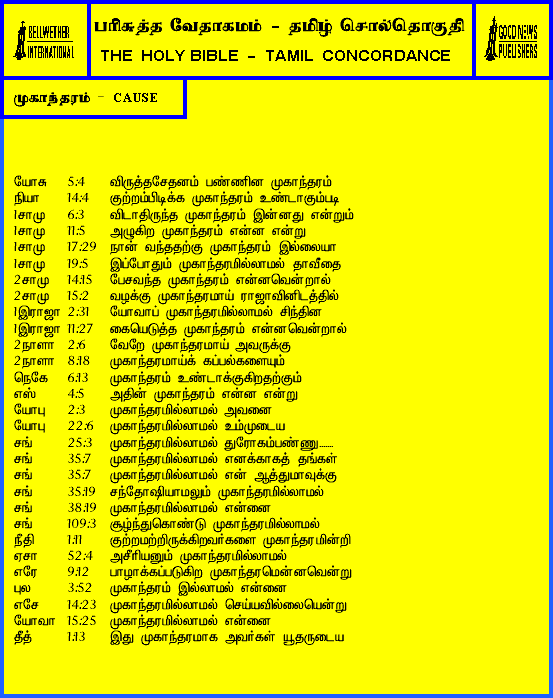 BELLWETHER INTERNATIONAL
பரிசுத்த வேதாகமம் - தமிழ் சொல்தொகுதி
THE HOLY BIBLE - TAMIL CONCORDANCE
GOOD NEWS PUBLISHERS
முகாந்தரம் - CAUSE
யோசு 5:4 விருத்தசேதனம் பண்ணின முகாந்தரம்
நியா 14:4 குற்றம்பிடிக்க முகாந்தரம் உண்டாகும்படி
1சாமு 6:3 விடாதிருந்த முகாந்தரம் இன்னது என்றும்
1சாமு 11:5 அழுகிற முகாந்தரம் என்ன என்று
1சாமு 17:29 நான் வந்ததற்கு முகாந்தரம் இல்லையா
1சாமு 19:5 இப்போதும் முகாந்தரமில்லாமல் தாவீதை
2சாமு 14:15 பேசவந்த முகாந்தரம் என்னவென்றால்
2சாமு 15:2 வழக்கு முகாந்தரமாய் ராஜாவினிடத்தில்
1இராஜா 2:31 யோவாப் முகாந்தரமில்லாமல் சிந்தின
1இராஜா 11:27 கையெடுத்த முகாந்தரம் என்னவென்றால்
2நாளா 2:6 வேறே முகாந்தரமாய் அவருக்கு
2நாளா 8:18 முகாந்தரமாய்க் கப்பல்களையும்
நெகே 6:13 முகாந்தரம் உண்டாக்குகிறதற்கும்
எஸ் 4:5 அதின் முகாந்தரம் என்ன என்று
யோபு 2:3 முகாந்தரமில்லாமல் அவனை
யோபு 22:6 முகாந்தரமில்லாமல் உம்முடைய
சங் 25:3 முகாந்தரமில்லாமல் துரோகம்பண்ணு.......
சங் 35:7 முகாந்தரமில்லாமல் எனக்காகத் தங்கள்
சங் 35:7 முகாந்தரமில்லாமல் என் ஆத்துமாவுக்கு
சங் 35:19 சந்தோஷியாமலும் முகாந்தரமில்லாமல்
சங் 38:19 முகாந்தரமில்லாமல் என்னை
சங் 109:3 சூழ்ந்துகொண்டு முகாந்தரமில்லாமல்
நீதி 1:11 குற்றமற்றிருக்கிறவர்களை முகாந்தரமின்றி
ஏசா 52:4 அசீரியனும் முகாந்தரமில்லாமல்
எரே 9:12 பாழாக்கப்படுகிற முகாந்தரமென்னவென்று
புல 3:52 முகாந்தரம் இல்லாமல் என்னை
எசே 14:23 முகாந்தரமில்லாமல் செய்யவில்லையென்று
யோவா 15:25 முகாந்தரமில்லாமல் என்னை
தீத் 1:13 இது முகாந்தரமாக அவர்கள் யூதருடைய